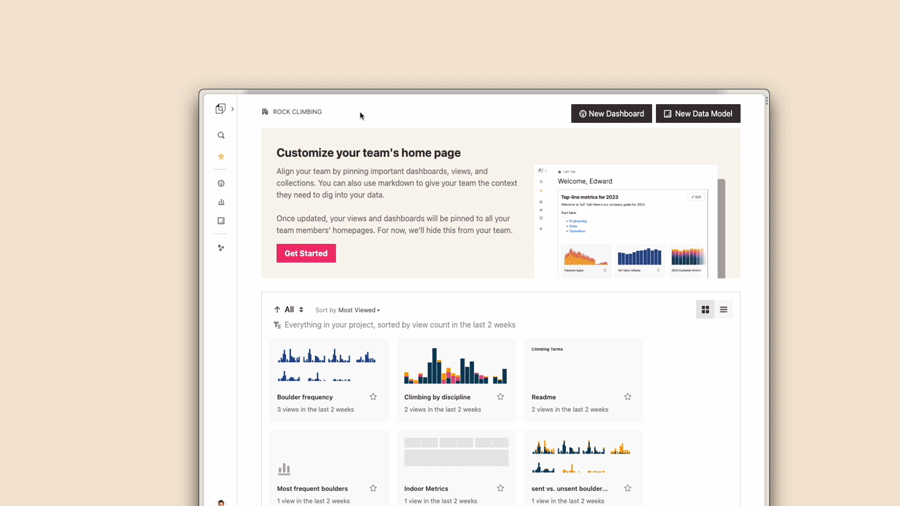 ROCK CLIMBING
New Dashboard
New Data Model
Customize your team's home page
Align your team by pinning important dashboards, views, and
collections. You can also use markdown to give your team the context
they need to dig into your data.
Once updated, your views and dashboards will be pinned to all your
team members' homepages. For now, we'll hide this from your team.
Get Started
Welcome, Edward
Top-line metrics for 2023
All
Sort by Most Viewed
Everything in your project, sorted by view count in the last 2 weeks
Boulder frequency
3 views in the last 2 weeks
Climbing by discipline
2 views in the last 2 weeks
Climbing Terms
Readme
2 views in the last 2 weeks
Most frequent boulders
1 view in the last 2 weeks
Indoor Metrics
1 view in the last 2 weeks
sent vs. unsent boulder...
1 view in the last 2 weeks